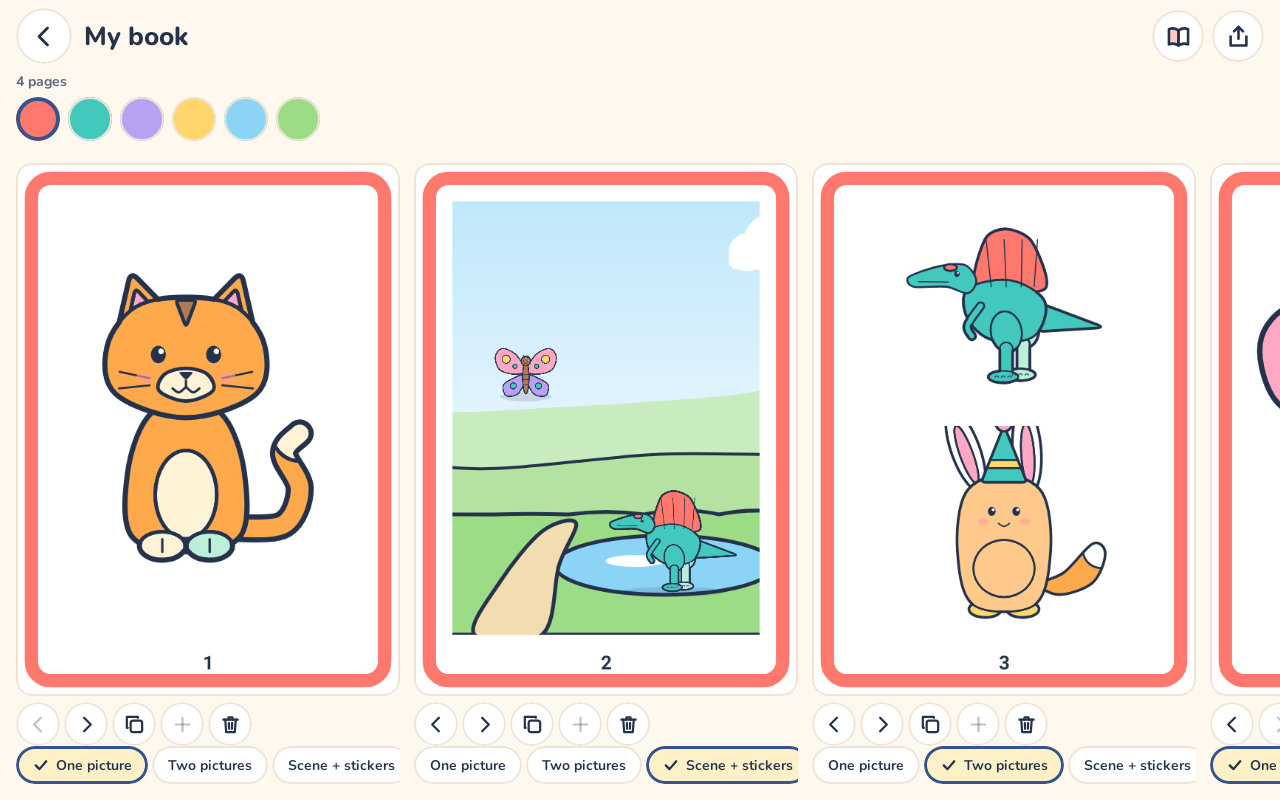 My book
4 pages
1
2
3
One picture
Two pictures
Scene + stickers
One picture
Two pictures
Scene + stickers
One picture
Two pictures
Scene + stickers
One